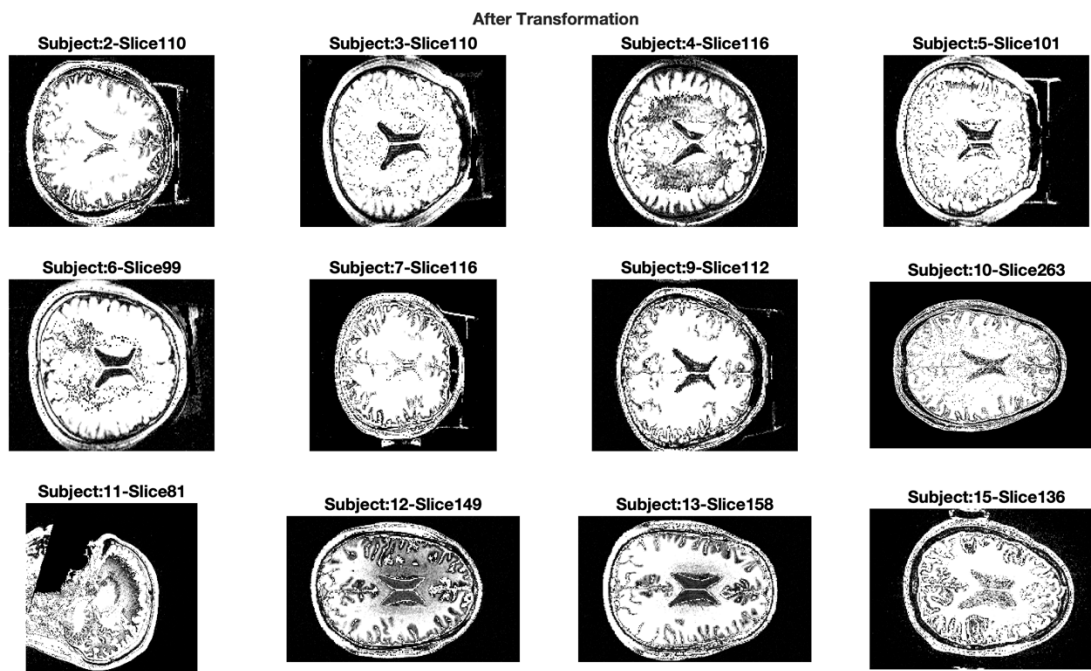 After Transformation
Subject:2-Slice110
Subject:3-Slice110
Subject:4-Slice116
Subject:5-Slice101
Subject:6-Slice99
Subject:7-Slice116
Subject:9-Slice112
Subject:10-Slice263
Subject:11-Slice81
Subject:12-Slice149
Subject:13-Slice158
Subject:15-Slice136